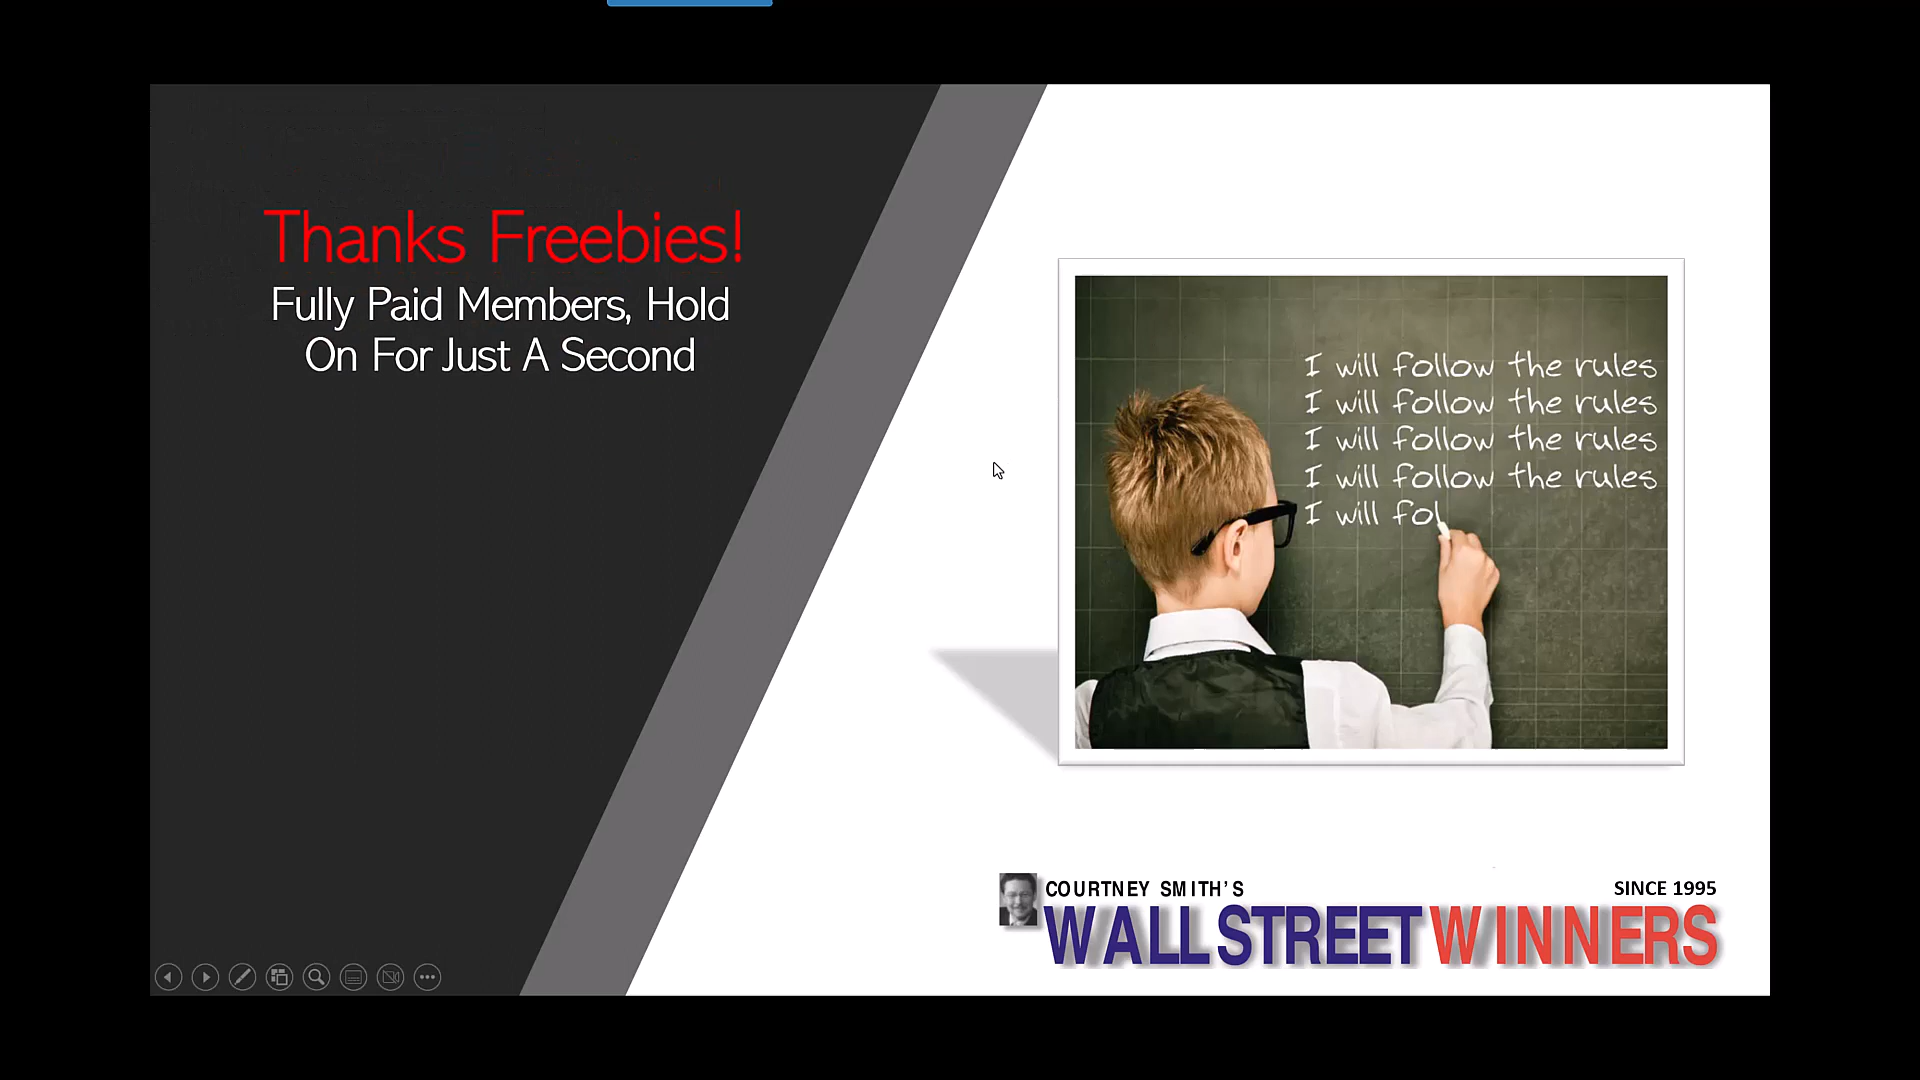 Thanks Freebies!
Fully Paid Members, Hold
On For Just A Second
I will follow the rules
I will follow the rules
I will follow the rules
I will follow the rules
I will fol
COURTNEY SMITH'S
SINCE 1995
WALL STREET WINNERS